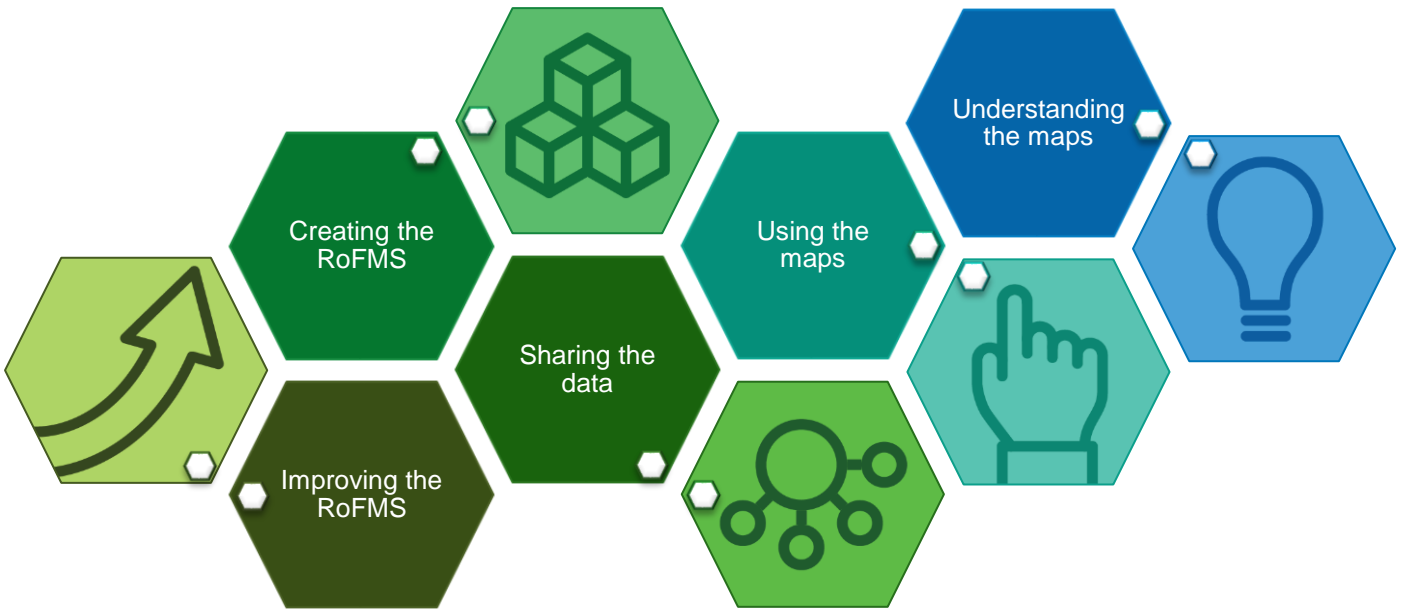 Understanding
the maps
Creating the
RoFMS
Using the
maps
Sharing the
data
Improving the
RoFMS